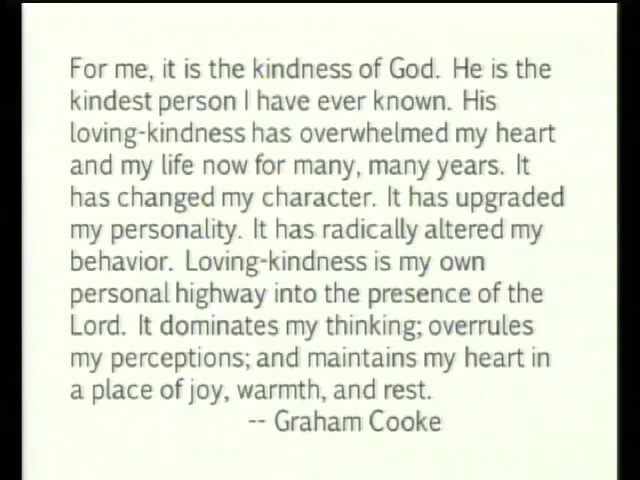 For me, it is the kindness of God. He is the
kindest person I have ever known. His
loving-kindness has overwhelmed my heart
and my life now for many, many years. It
has changed my character. It has upgraded
my personality. It has radically altered my
behavior. Loving-kindness is my own
personal highway into the presence of the
Lord. It dominates my thinking; overrules
my perceptions; and maintains my heart in
a place of joy, warmth, and rest.
-- Graham Cooke